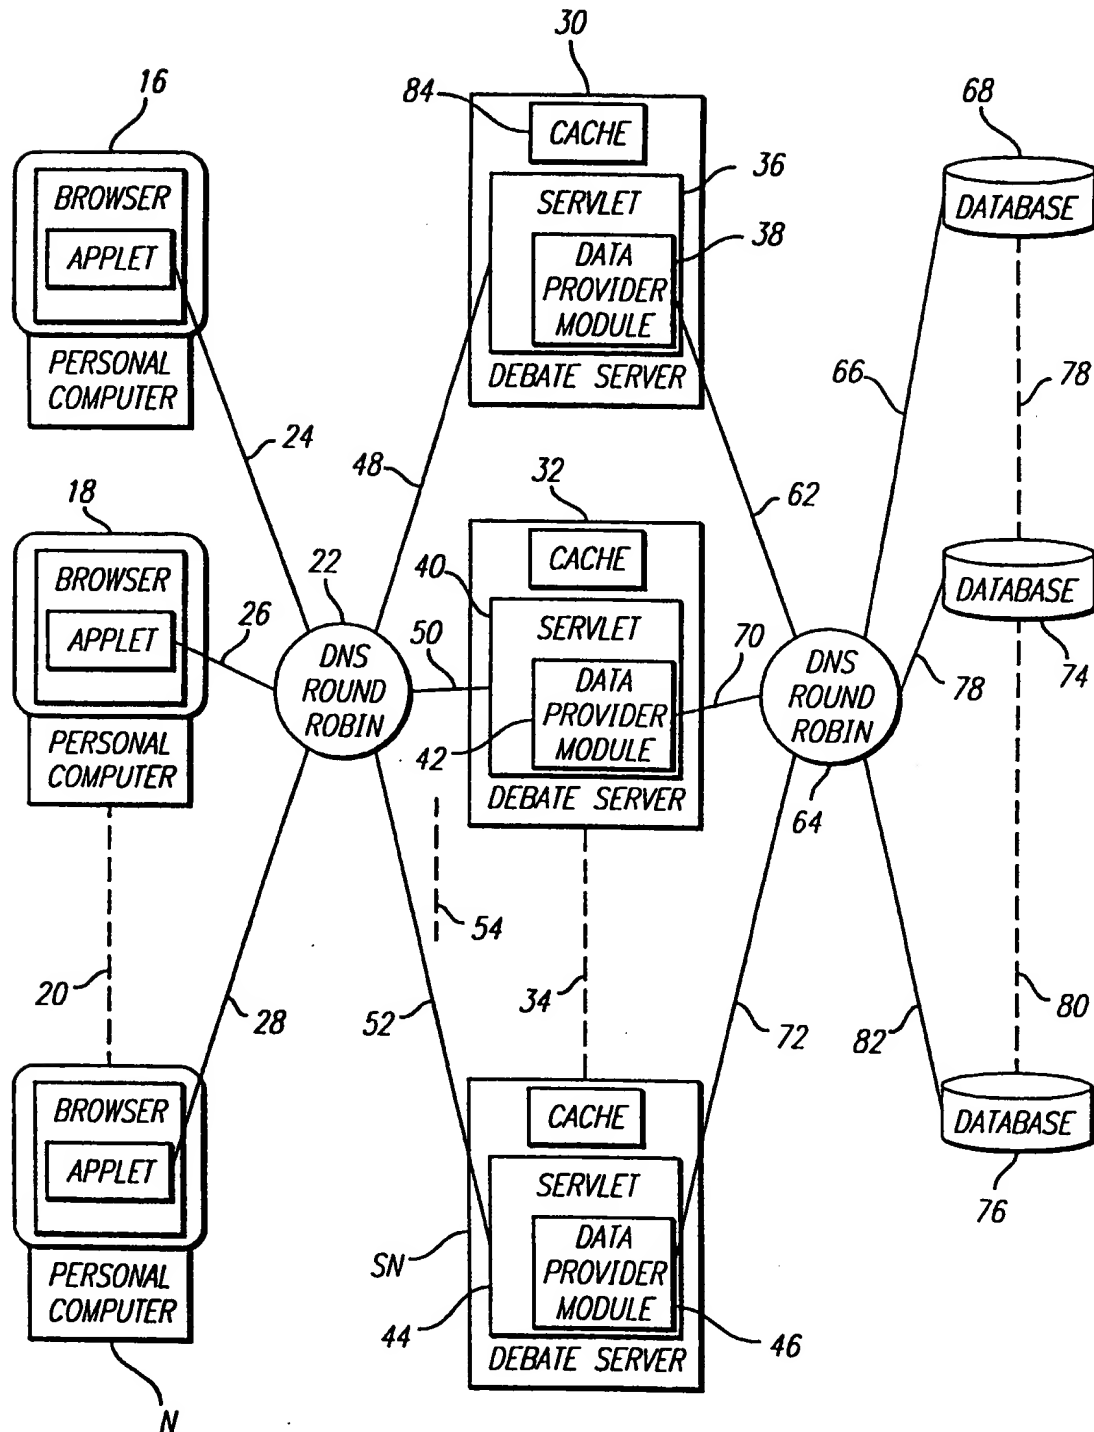 30
16
84
CACHE
68
BROWSER
APPLET
SERVLET
36
DATABASE
38
DATA
PROVIDER
MODULE
PERSONAL
COMPUTER
DEBATE SERVER
66
78
24
48
62
18
32
CACHE
BROWSER
APPLET
22
40
SERVLET
DATABASE
26
50
70
DNS
ROUND
ROBIN
DATA
PROVIDER
MODULE
DNS
ROUND
ROBIN
78
74
42
PERSONAL
COMPUTER
DEBATE SERVER
64
54
20
28
52
34
72
82
80
BROWSER
APPLET
CACHE
DATABASE
SERVLET
76
DATA
PROVIDER
MODULE
SN
PERSONAL
COMPUTER
44
46
DEBATE SERVER
N